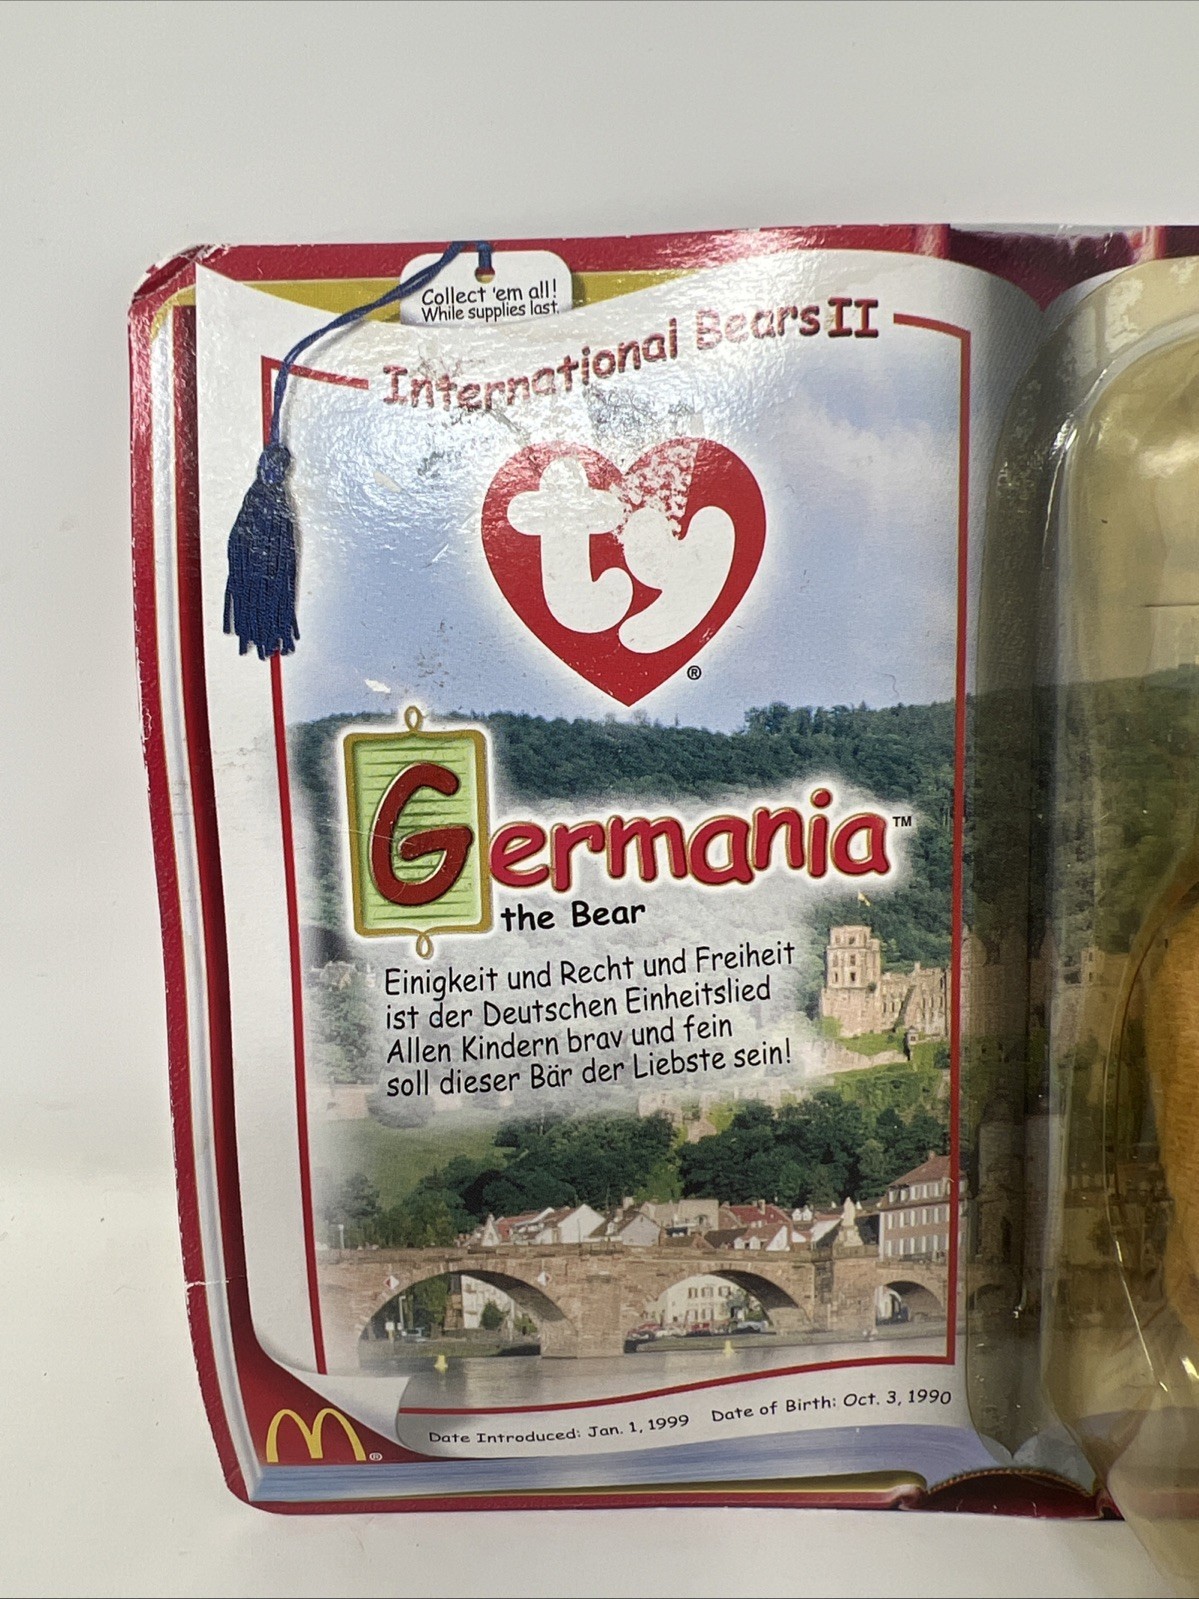 Collect 'em all!
While supplies last.
International Bears II
ty
®
Germania™
the Bear
Einigkeit und Recht und Freiheit
ist der Deutschen Einheitslied
Allen Kindern brav und fein
soll dieser Bär der Liebste sein!
Date Introduced: Jan. 1, 1999 Date of Birth: Oct. 3, 1990
M®